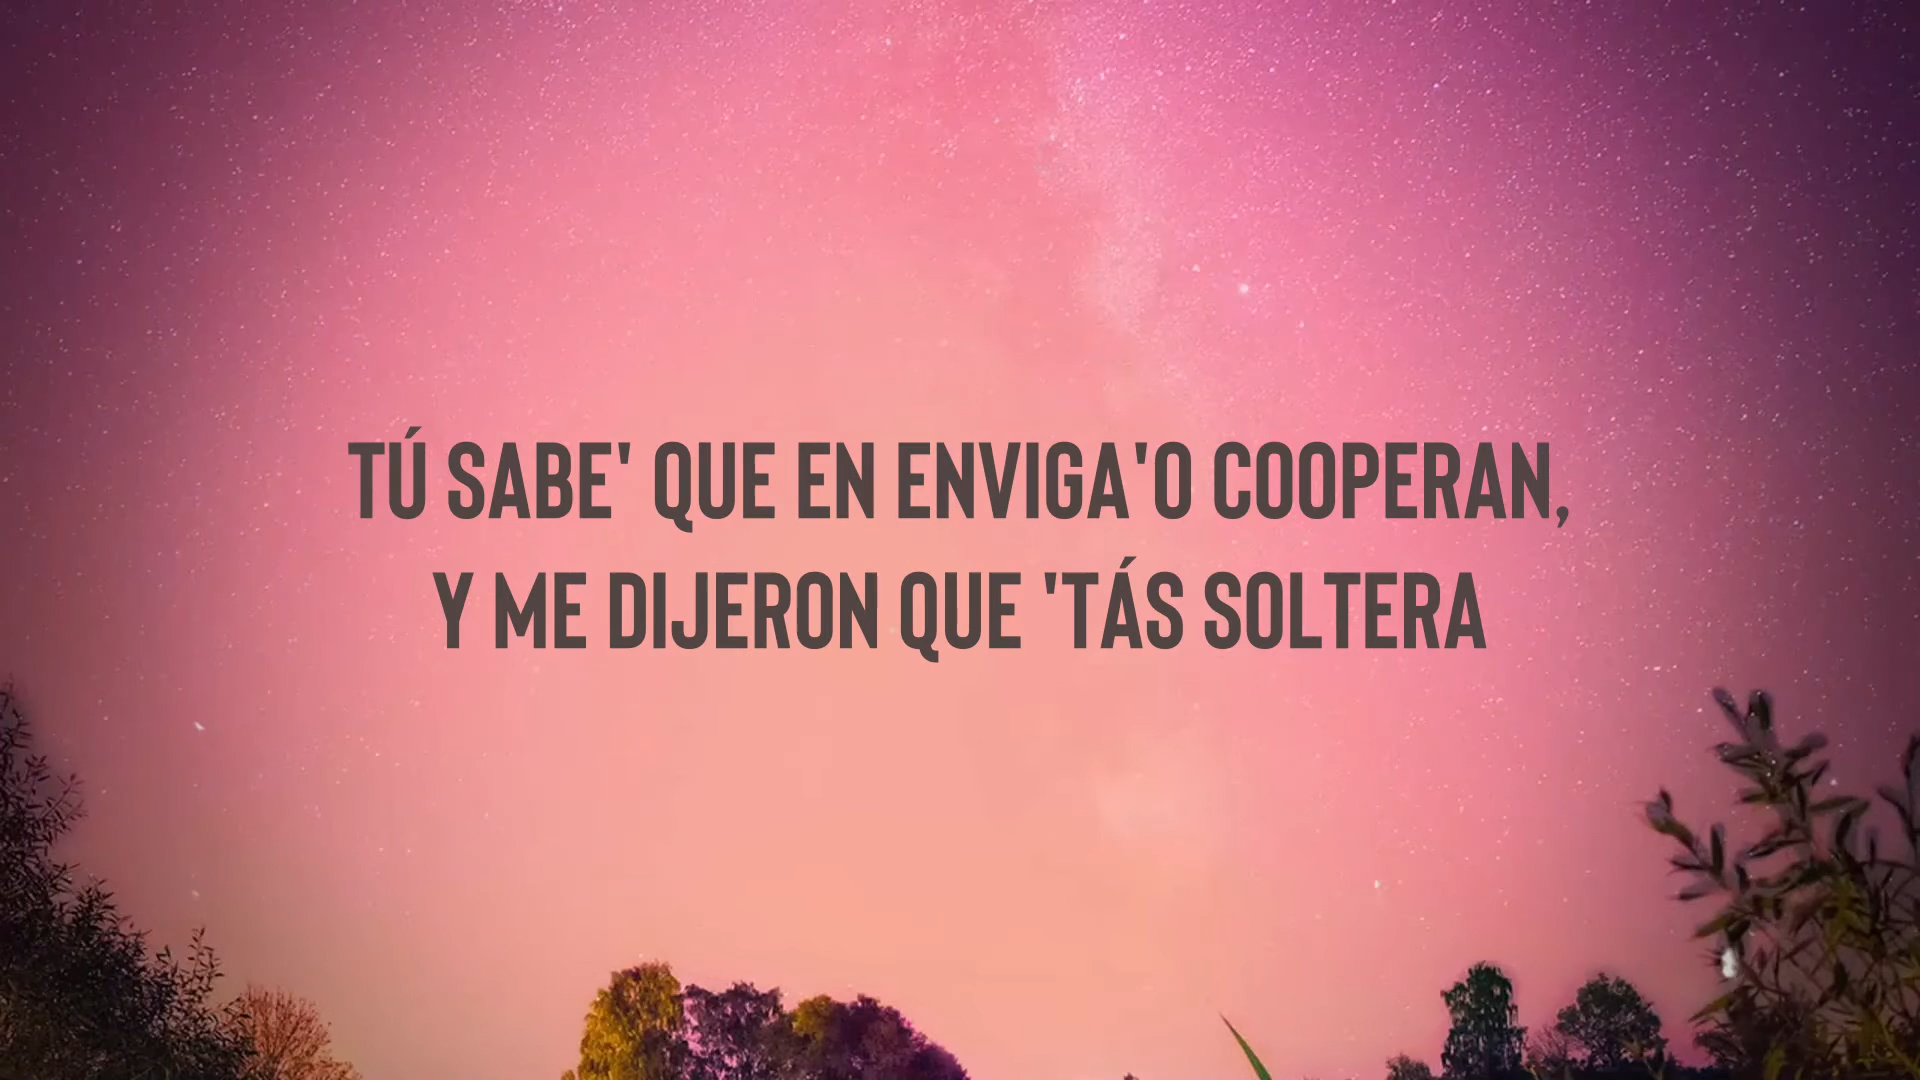 TÚ SABE' QUE EN ENVIGA'O COOPERAN,
Y ME DIJERON QUE 'TÁS SOLTERA